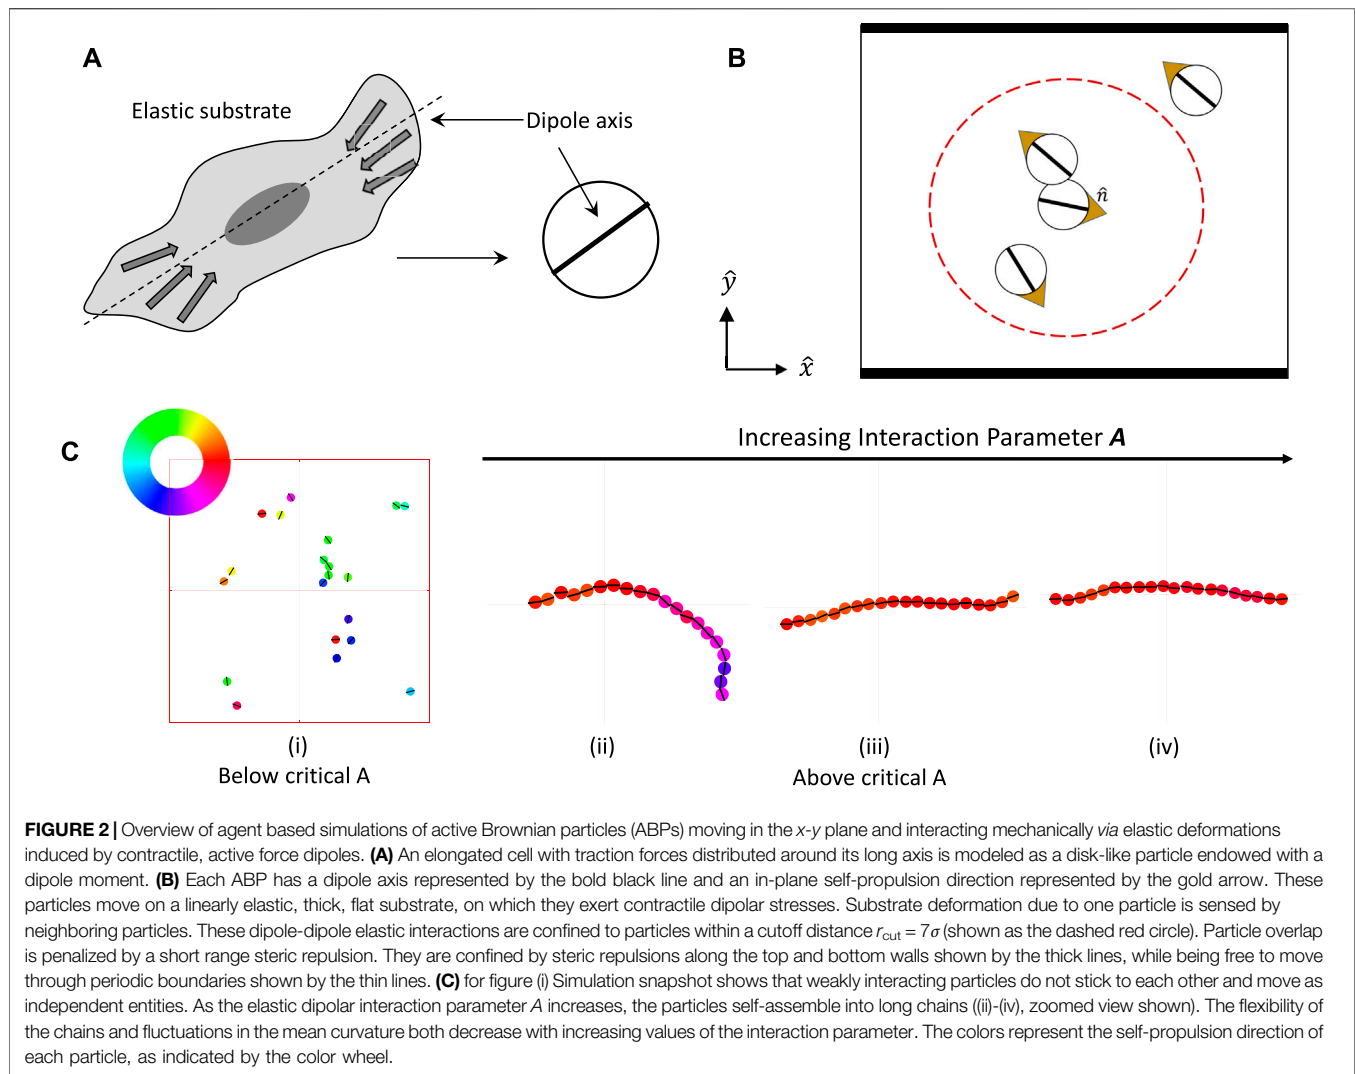 A
Elastic substrate
Dipole axis
B
n̂
ŷ
x̂
C
Increasing Interaction Parameter A
(i)
Below critical A
(ii)
(iii)
(iv)
Above critical A
FIGURE 2 | Overview of agent based simulations of active Brownian particles (ABPs) moving in the x-y plane and interacting mechanically via elastic deformations
induced by contractile, active force dipoles. (A) An elongated cell with traction forces distributed around its long axis is modeled as a disk-like particle endowed with a
dipole moment. (B) Each ABP has a dipole axis represented by the bold black line and an in-plane self-propulsion direction represented by the gold arrow. These
particles move on a linearly elastic, thick, flat substrate, on which they exert contractile dipolar stresses. Substrate deformation due to one particle is sensed by
neighboring particles. These dipole-dipole elastic interactions are confined to particles within a cutoff distance rcut = 7σ (shown as the dashed red circle). Particle overlap
is penalized by a short range steric repulsion. They are confined by steric repulsions along the top and bottom walls shown by the thick lines, while being free to move
through periodic boundaries shown by the thin lines. (C) for figure (i) Simulation snapshot shows that weakly interacting particles do not stick to each other and move as
independent entities. As the elastic dipolar interaction parameter A increases, the particles self-assemble into long chains ((ii)-(iv), zoomed view shown). The flexibility of
the chains and fluctuations in the mean curvature both decrease with increasing values of the interaction parameter. The colors represent the self-propulsion direction of
each particle, as indicated by the color wheel.